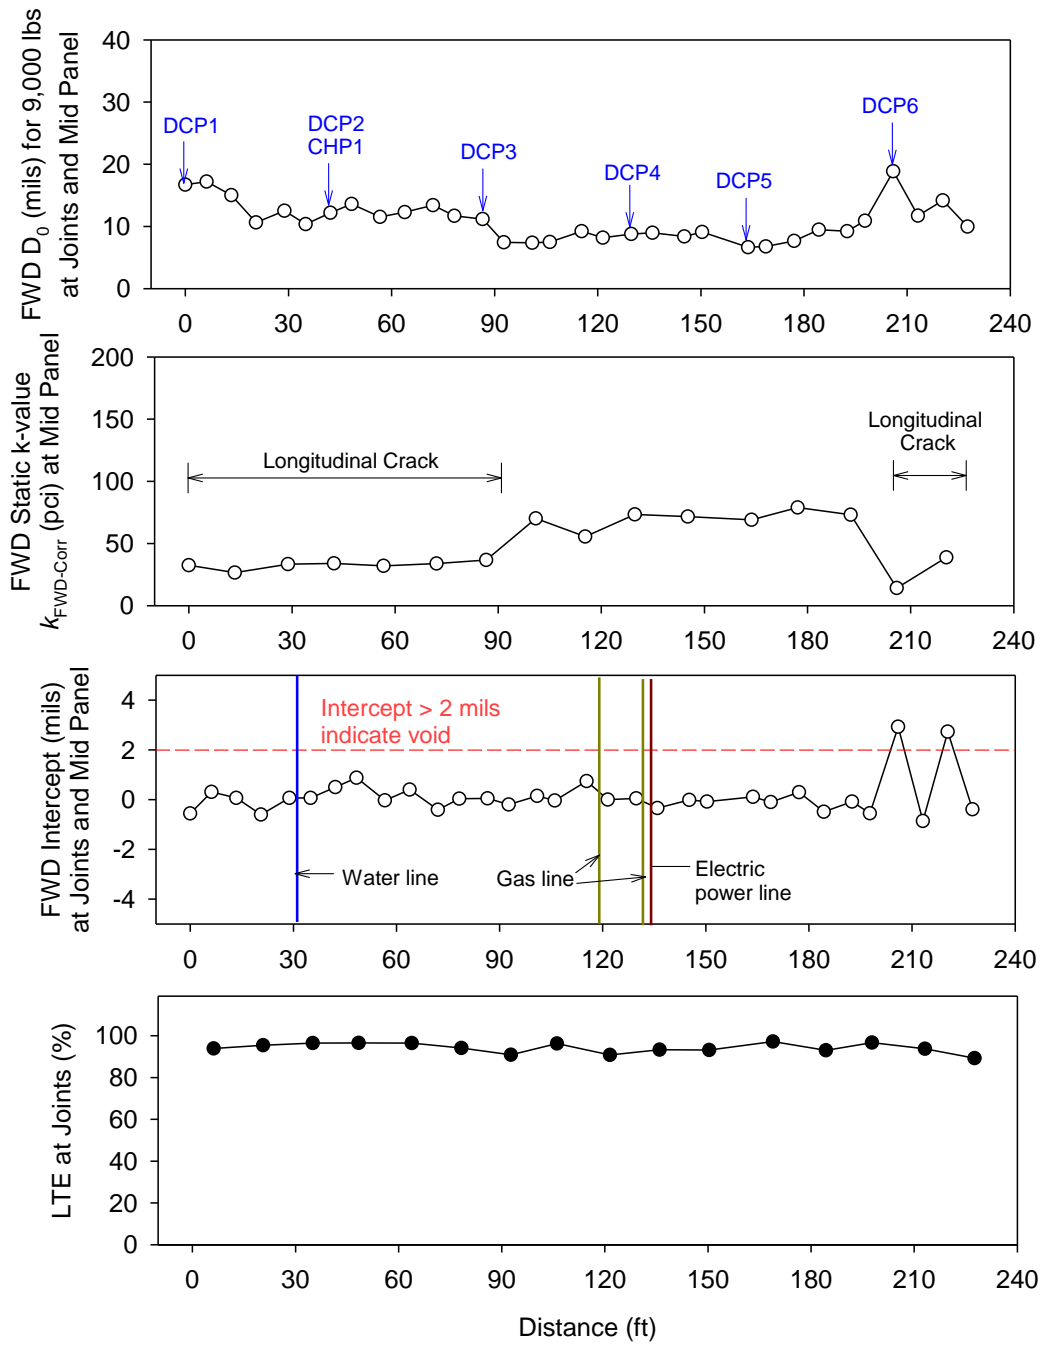 FWD D0 (mils) for 9,000 lbs
at Joints and Mid Panel
40
30
20
10
0
DCP1
DCP2
CHP1
DCP3
DCP4
DCP5
DCP6
0 30 60 90 120 150 180 210 240
FWD Static k-value
kFWD-Corr (pci) at Mid Panel
200
150
100
50
0
Longitudinal Crack
Longitudinal
Crack
0 30 60 90 120 150 180 210 240
FWD Intercept (mils)
at Joints and Mid Panel
4
2
0
-2
-4
Intercept > 2 mils
indicate void
Water line
Gas line
Electric
power line
0 30 60 90 120 150 180 210 240
LTE at Joints (%)
100
80
60
40
20
0
0 30 60 90 120 150 180 210 240
Distance (ft)